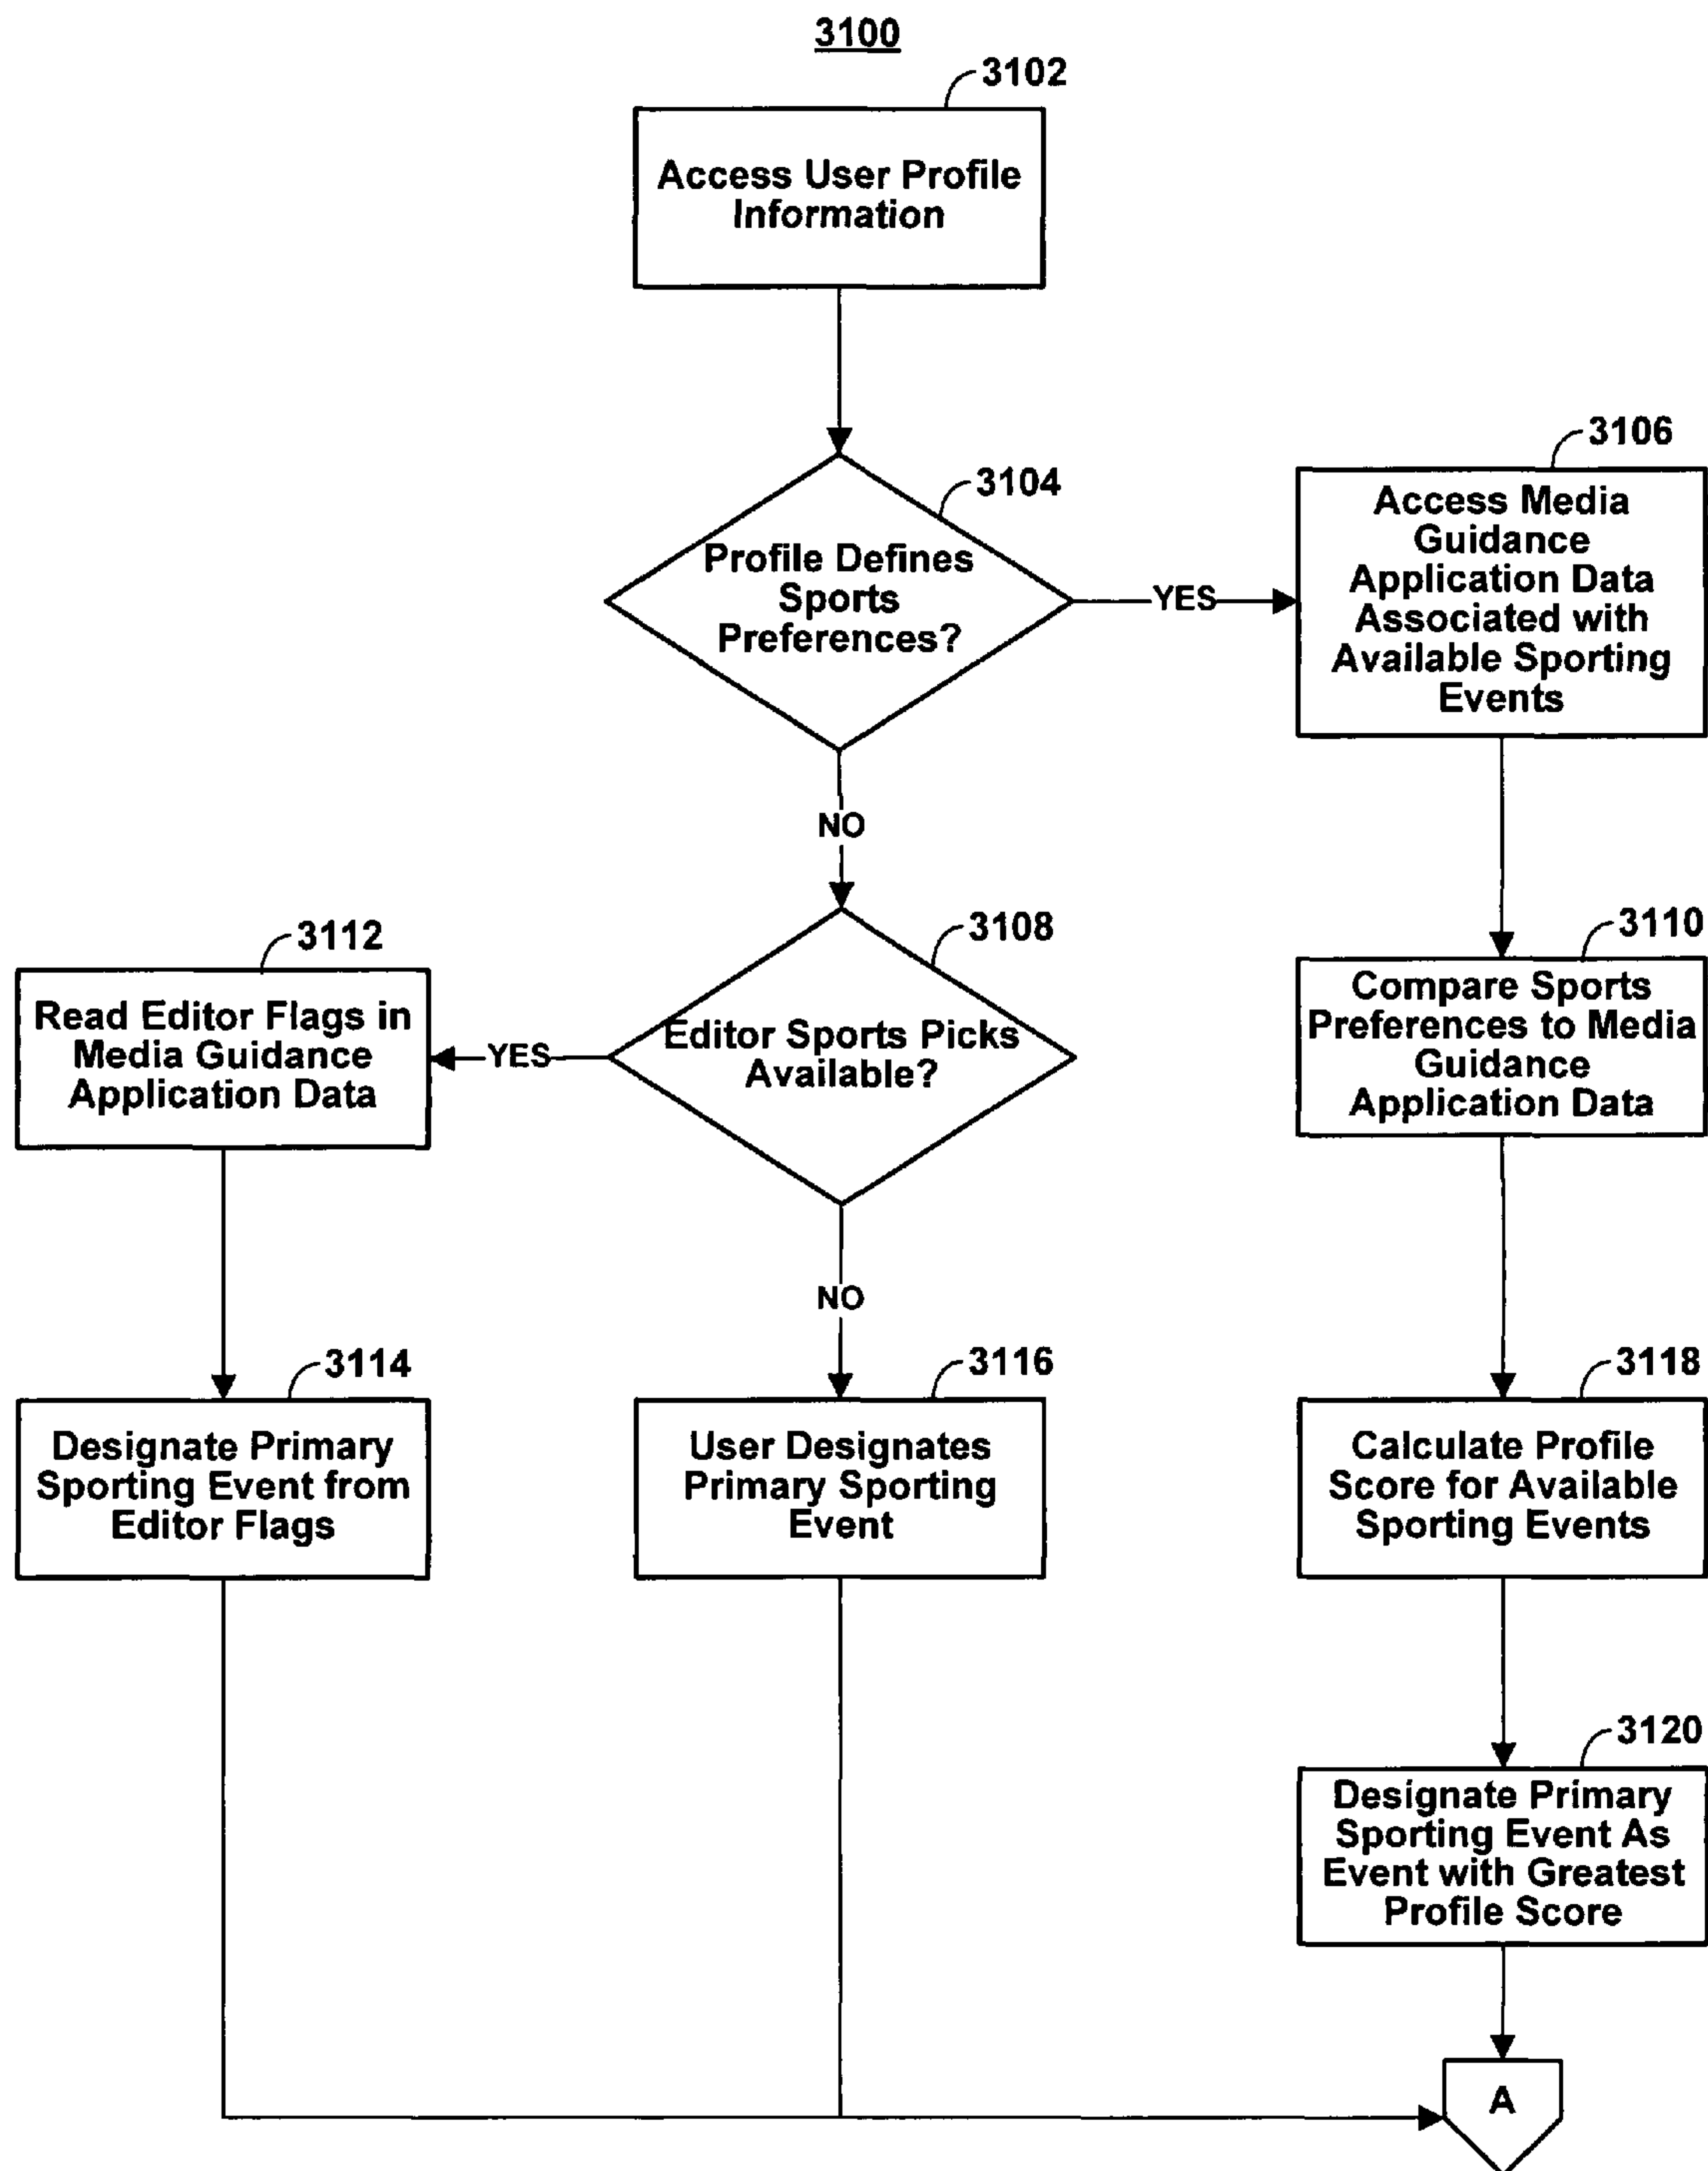 3100
3102
Access User Profile
Information
3104
Profile Defines
Sports
Preferences?
YES
3106
Access Media
Guidance
Application Data
Associated with
Available Sporting
Events
NO
3108
Editor Sports Picks
Available?
YES
3112
Read Editor Flags in
Media Guidance
Application Data
3110
Compare Sports
Preferences to Media
Guidance
Application Data
NO
3114
Designate Primary
Sporting Event from
Editor Flags
3116
User Designates
Primary Sporting
Event
3118
Calculate Profile
Score for Available
Sporting Events
3120
Designate Primary
Sporting Event As
Event with Greatest
Profile Score
A